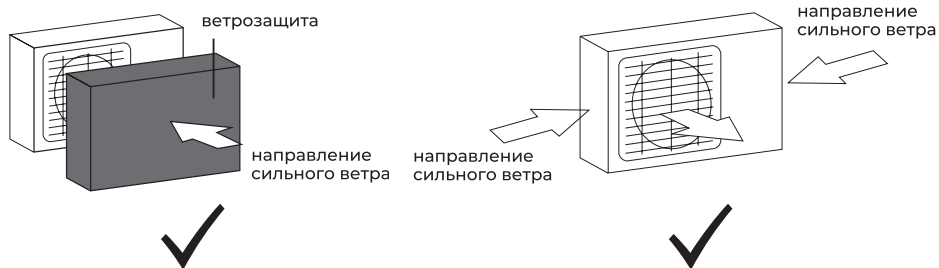 ветрозащита
направление
сильного ветра
направление
сильного ветра
направление
сильного ветра